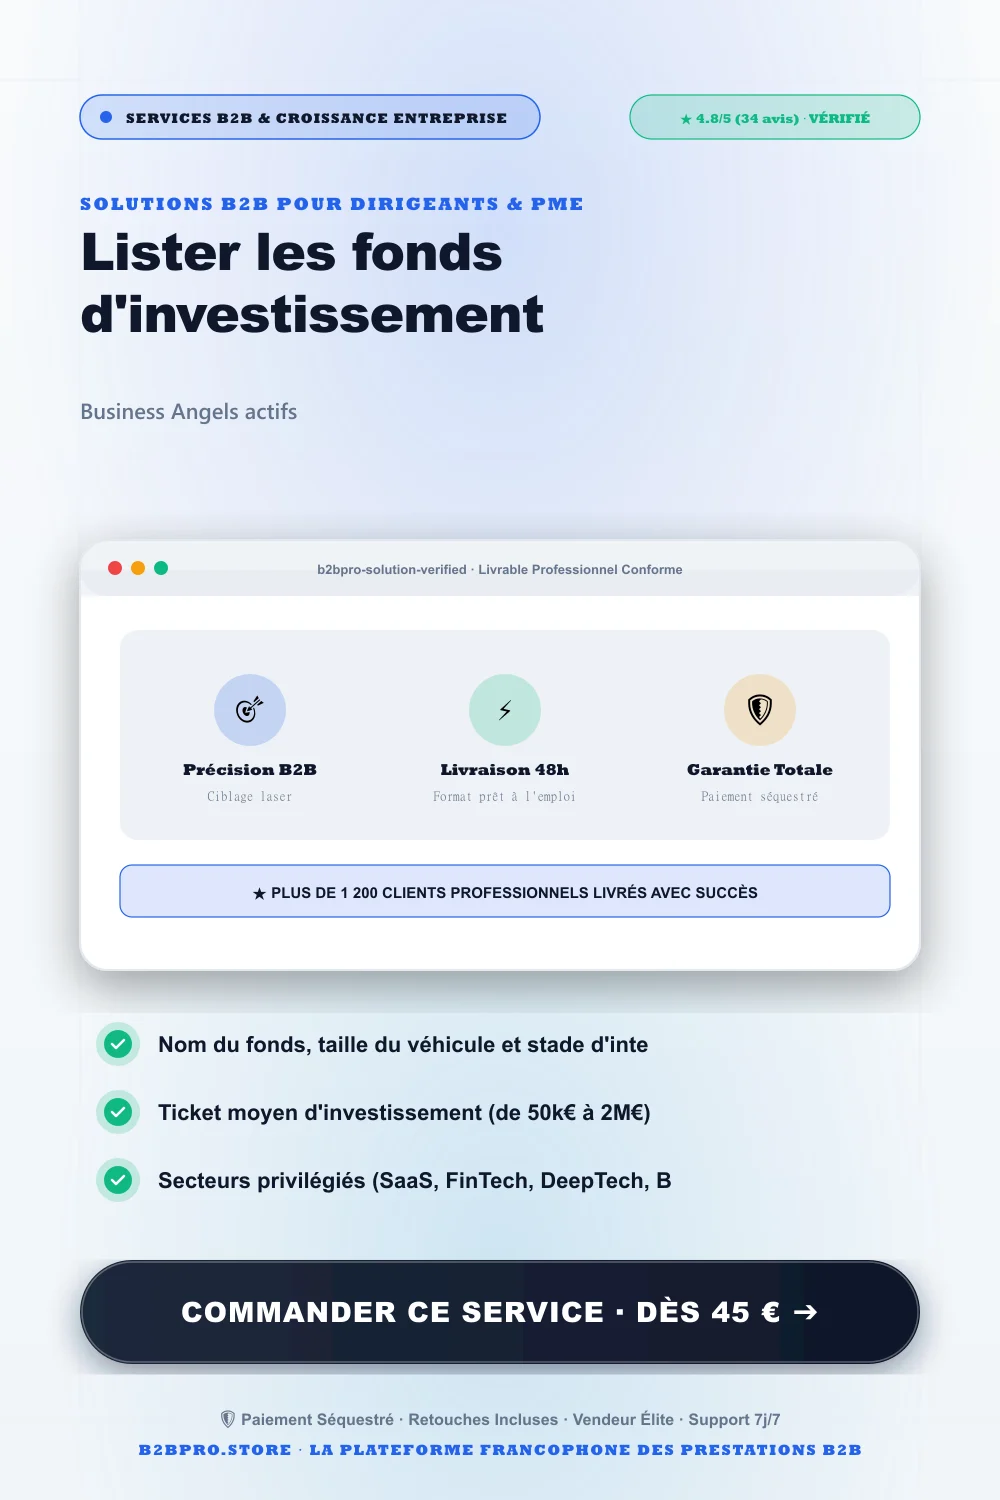 SERVICES B2B & CROISSANCE ENTREPRISE
★ 4.8/5 (34 avis) · VÉRIFIÉ
SOLUTIONS B2B POUR DIRIGEANTS & PME
Lister les fonds
d'investissement
Business Angels actifs
b2bpro-solution-verified · Livrable Professionnel Conforme
Précision B2B
Ciblage laser
Livraison 48h
Format prêt à l'emploi
Garantie Totale
Paiement séquestré
★ PLUS DE 1 200 CLIENTS PROFESSIONNELS LIVRÉS AVEC SUCCÈS
Nom du fonds, taille du véhicule et stade d'inte
Ticket moyen d'investissement (de 50k€ à 2M€)
Secteurs privilégiés (SaaS, FinTech, DeepTech, B
COMMANDER CE SERVICE · DÈS 45 € →
Paiement Séquestré · Retouches Incluses · Vendeur Élite · Support 7j/7
B2BPRO.STORE · LA PLATEFORME FRANCOPHONE DES PRESTATIONS B2B